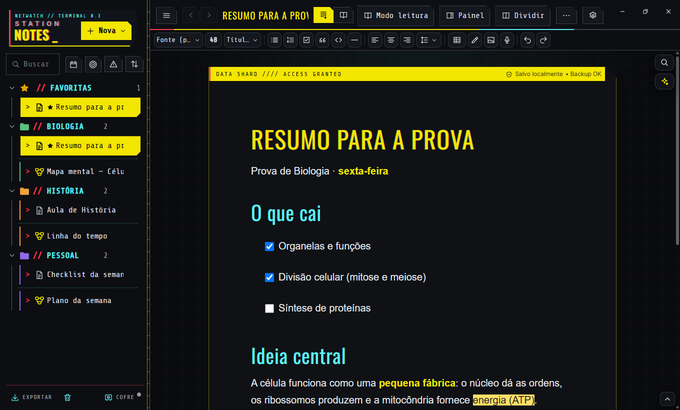 NETWATCH // TERMINAL 0.3
STATION
NOTES_
+ Nova
Buscar
// FAVORITAS 1
> ★ Resumo para a pr
// BIOLOGIA 2
> ★ Resumo para a pr
> Mapa mental — Célu
// HISTÓRIA 2
> Aula de História
> Linha do tempo
// PESSOAL 2
> Checklist da seman
> Plano da semana
EXPORTAR
COFRE
RESUMO PARA A PROV
Modo leitura
Painel
Dividir
Fonte (p…
48
Títul…
DATA SHARD //// ACCESS GRANTED
Salvo localmente • Backup OK
RESUMO PARA A PROVA
Prova de Biologia · sexta-feira
O que cai
Organelas e funções
Divisão celular (mitose e meiose)
Síntese de proteínas
Ideia central
A célula funciona como uma pequena fábrica: o núcleo dá as ordens,
os ribossomos produzem e a mitocôndria fornece energia (ATP).